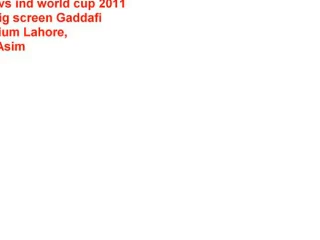 vs ind world cup 2011
ig screen Gaddafi
ium Lahore,
Asim